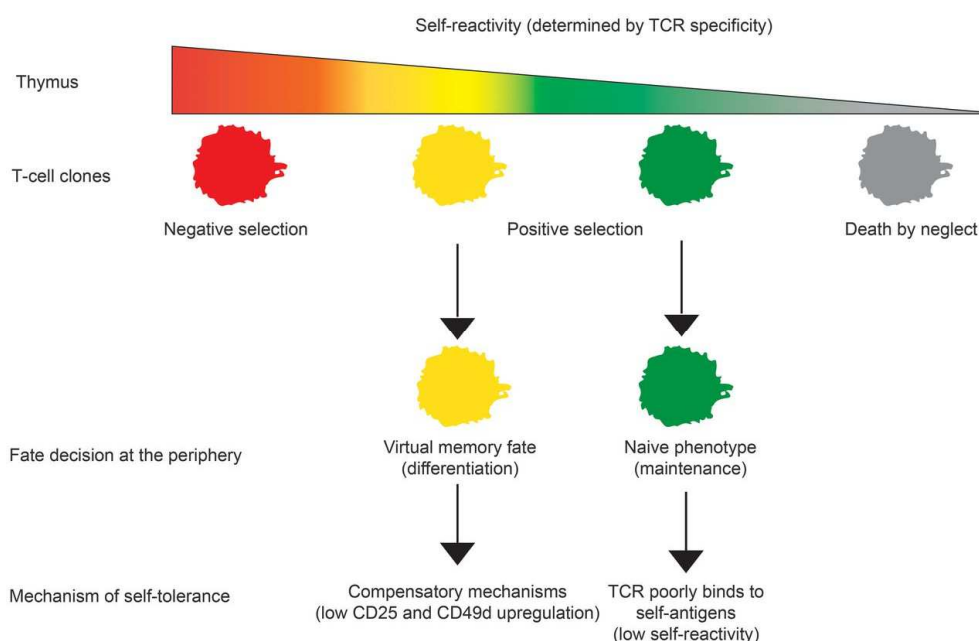 Self-reactivity (determined by TCR specificity)
Thymus
T-cell clones
Negative selection
Positive selection
Death by neglect
Fate decision at the periphery
Virtual memory fate
(differentiation)
Naive phenotype
(maintenance)
Mechanism of self-tolerance
Compensatory mechanisms
(low CD25 and CD49d upregulation)
TCR poorly binds to
self-antigens
(low self-reactivity)